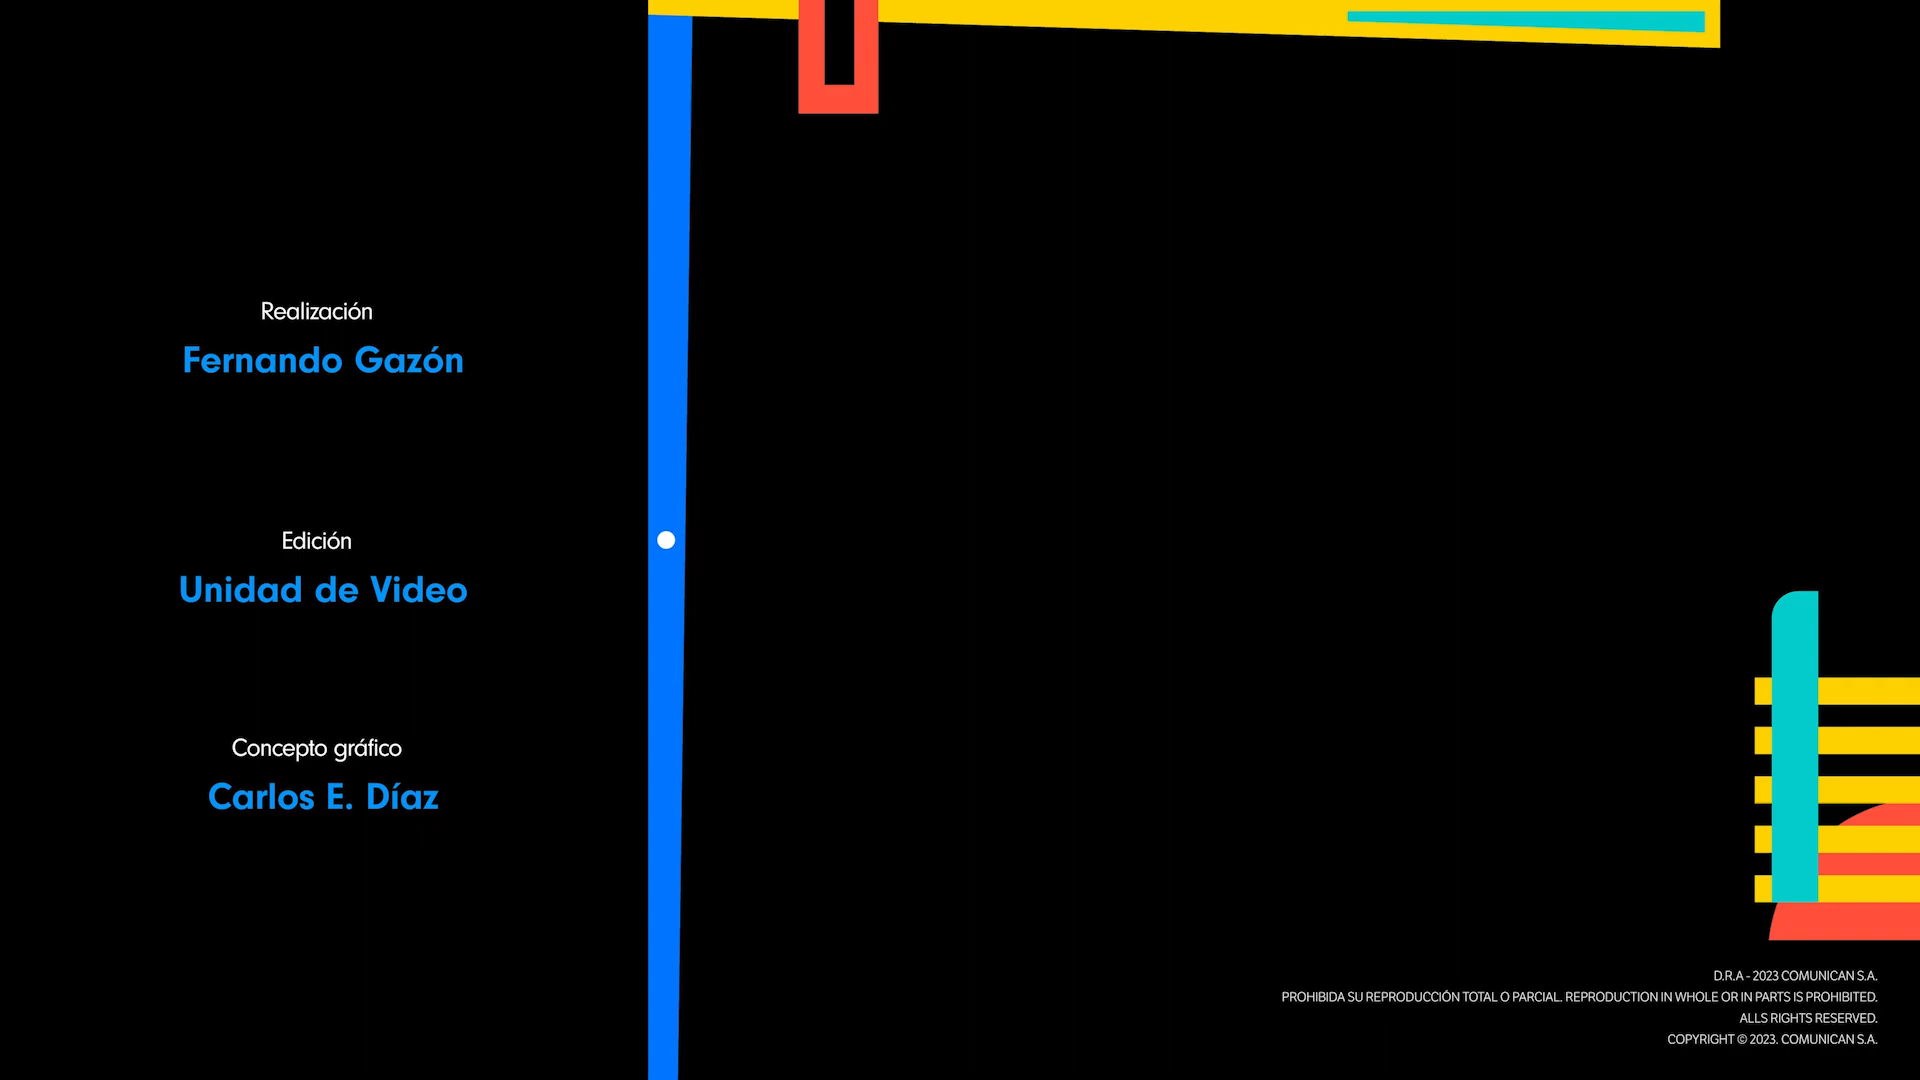 Realización
Fernando Gazón
Edición
Unidad de Video
Concepto gráfico
Carlos E. Díaz
D.R.A - 2023 COMUNICAN S.A.
PROHIBIDA SU REPRODUCCIÓN TOTAL O PARCIAL. REPRODUCTION IN WHOLE OR IN PARTS IS PROHIBITED.
ALLS RIGHTS RESERVED.
COPYRIGHT © 2023. COMUNICAN S.A.